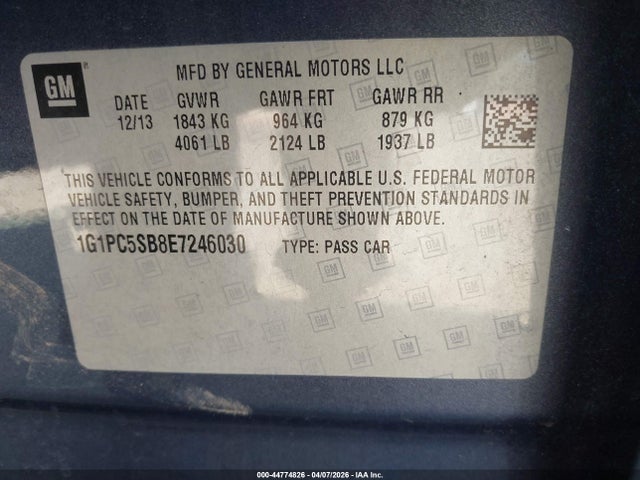 GM
MFD BY GENERAL MOTORS LLC
DATE GVWR GAWR FRT GAWR RR
12/13 1843 KG 964 KG 879 KG
4061 LB 2124 LB 1937 LB
THIS VEHICLE CONFORMS TO ALL APPLICABLE U.S. FEDERAL MOTOR
VEHICLE SAFETY, BUMPER, AND THEFT PREVENTION STANDARDS IN
EFFECT ON THE DATE OF MANUFACTURE SHOWN ABOVE.
1G1PC5SB8E7246030 TYPE: PASS CAR
000-44774826 - 04/07/2026 - IAA Inc.